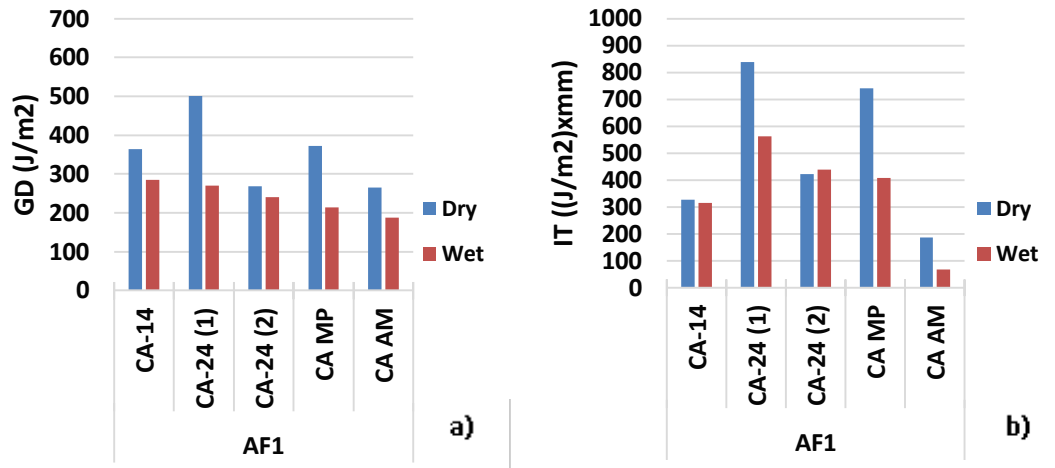 700
600
500
400
300
200
100
0
GD (J/m2)
CA-14
CA-24 (1)
CA-24 (2)
CA MP
CA AM
AF1
Dry
Wet
a)
1000
900
800
700
600
500
400
300
200
100
0
IT ((J/m2)xmm)
CA-14
CA-24 (1)
CA-24 (2)
CA MP
CA AM
AF1
Dry
Wet
b)